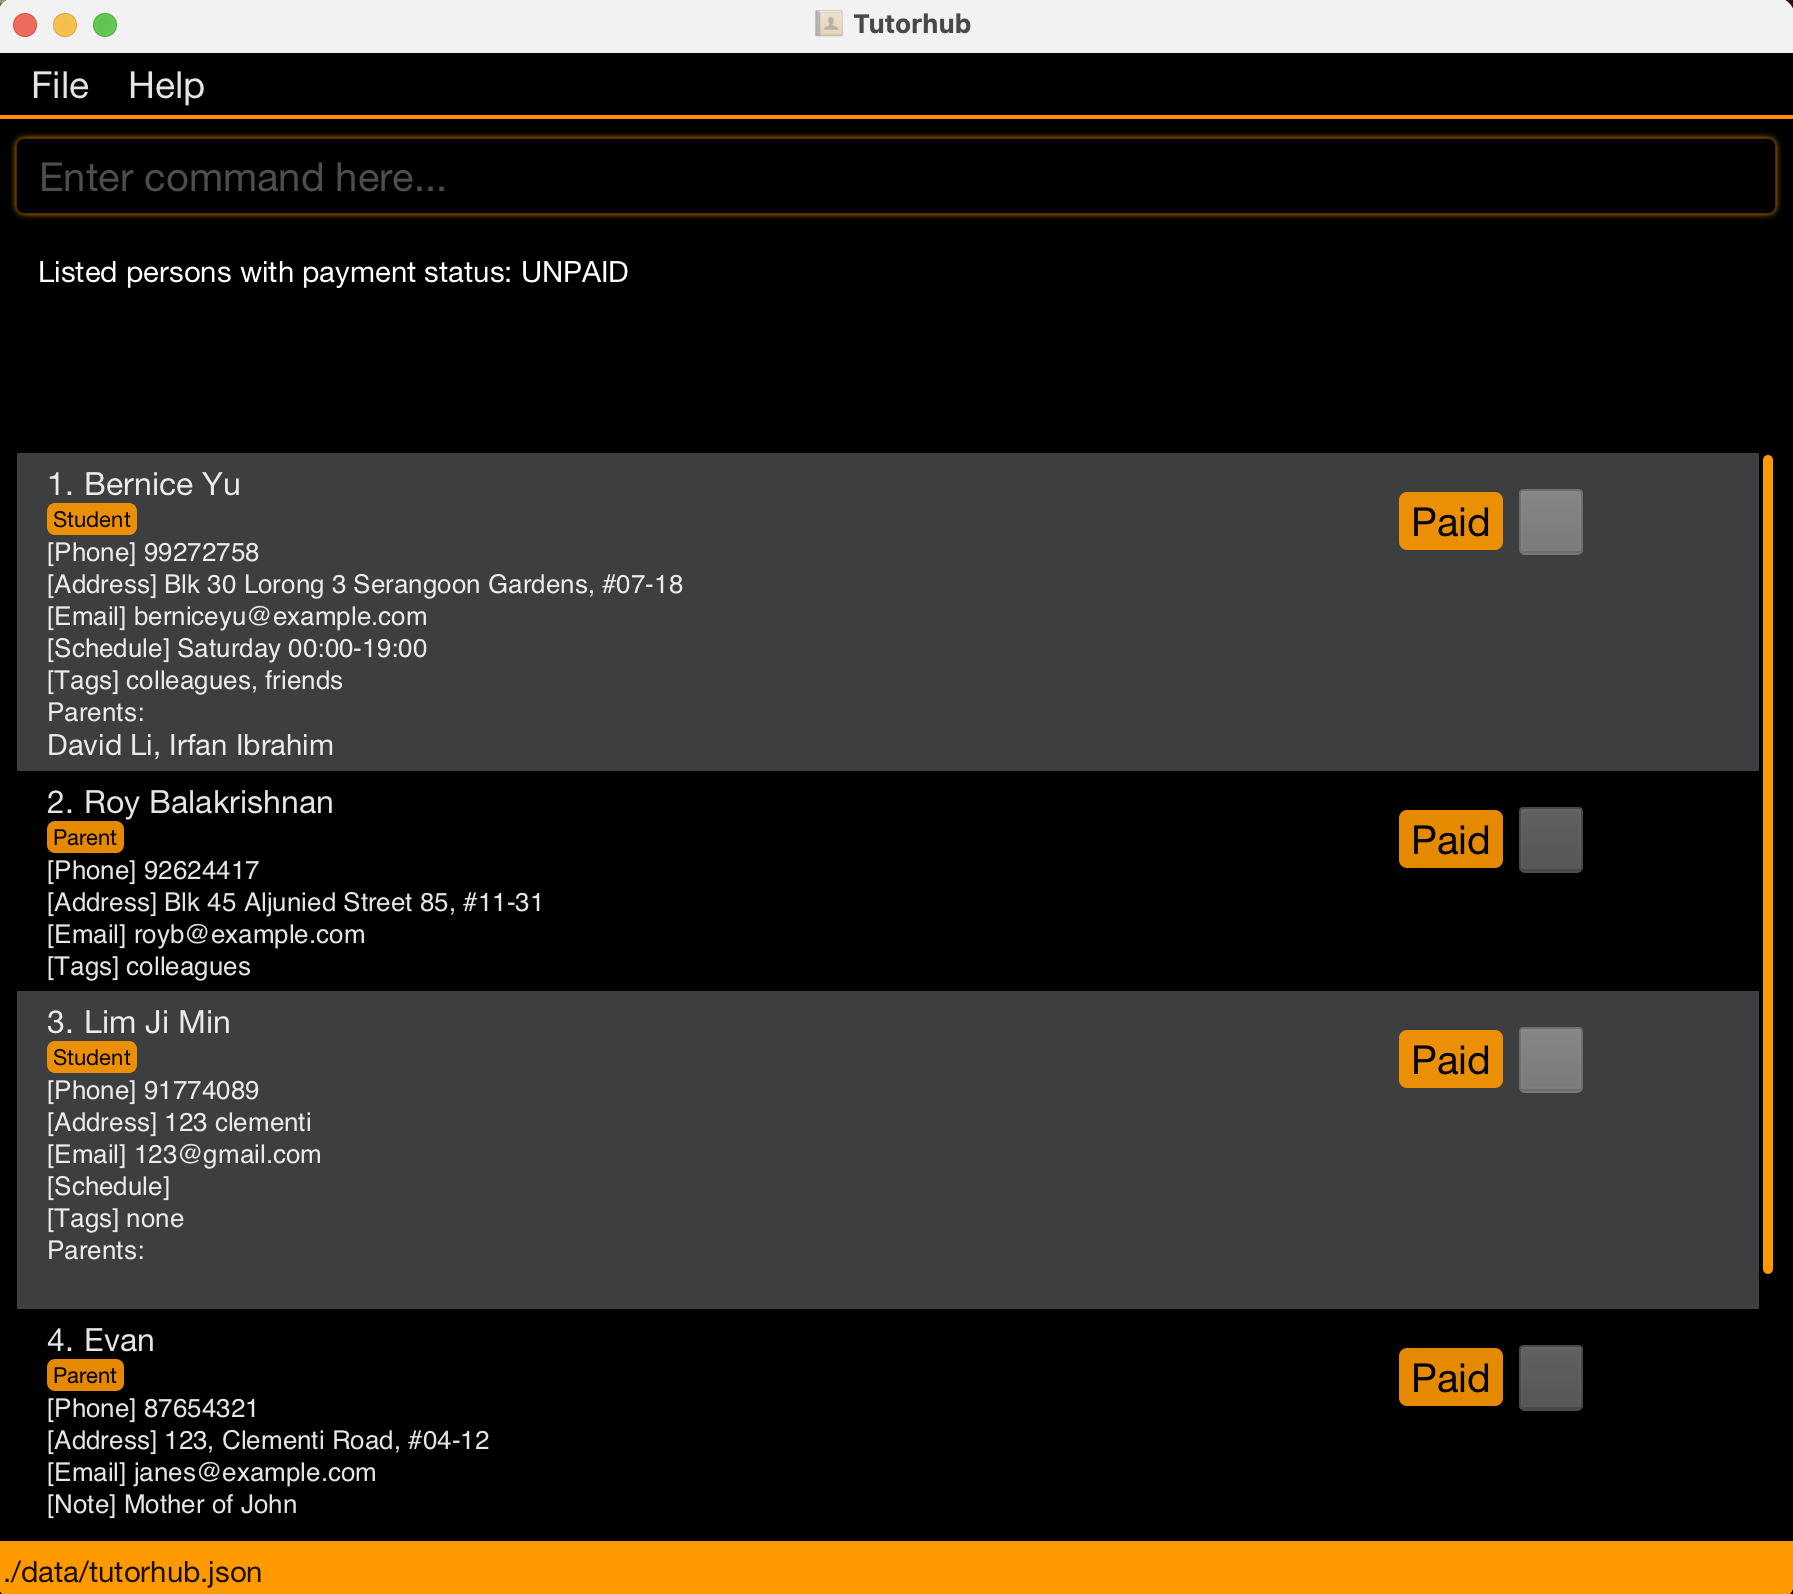 Tutorhub
File Help
Enter command here...
Listed persons with payment status: UNPAID
1. Bernice Yu
Student
Paid
[Phone] 99272758
[Address] Blk 30 Lorong 3 Serangoon Gardens, #07-18
[Email] berniceyu@example.com
[Schedule] Saturday 00:00-19:00
[Tags] colleagues, friends
Parents:
David Li, Irfan Ibrahim
2. Roy Balakrishnan
Parent
Paid
[Phone] 92624417
[Address] Blk 45 Aljunied Street 85, #11-31
[Email] royb@example.com
[Tags] colleagues
3. Lim Ji Min
Student
Paid
[Phone] 91774089
[Address] 123 clementi
[Email] 123@gmail.com
[Schedule]
[Tags] none
Parents:
4. Evan
Parent
Paid
[Phone] 87654321
[Address] 123, Clementi Road, #04-12
[Email] janes@example.com
[Note] Mother of John
./data/tutorhub.json